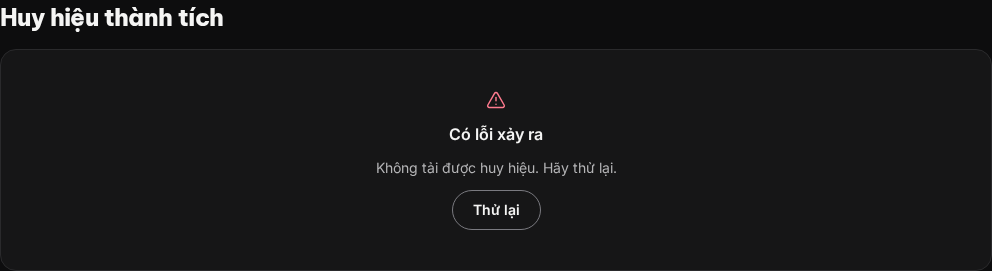 Huy hiệu thành tích
Có lỗi xảy ra
Không tải được huy hiệu. Hãy thử lại.
Thử lại